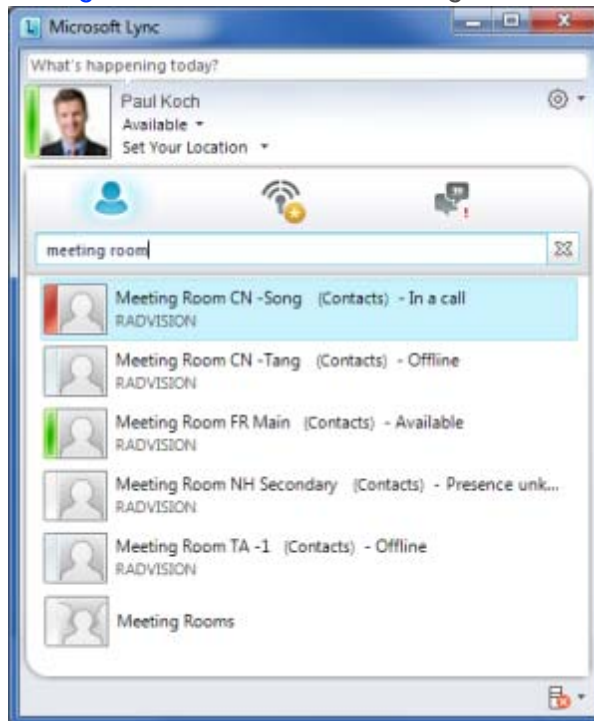 Microsoft Lync
What's happening today?
Paul Koch
Available
Set Your Location
meeting room
Meeting Room CN -Song (Contacts) - In a call
RADVISION
Meeting Room CN -Tang (Contacts) - Offline
RADVISION
Meeting Room FR Main (Contacts) - Available
RADVISION
Meeting Room NH Secondary (Contacts) - Presence unk...
RADVISION
Meeting Room TA -1 (Contacts) - Offline
RADVISION
Meeting Rooms